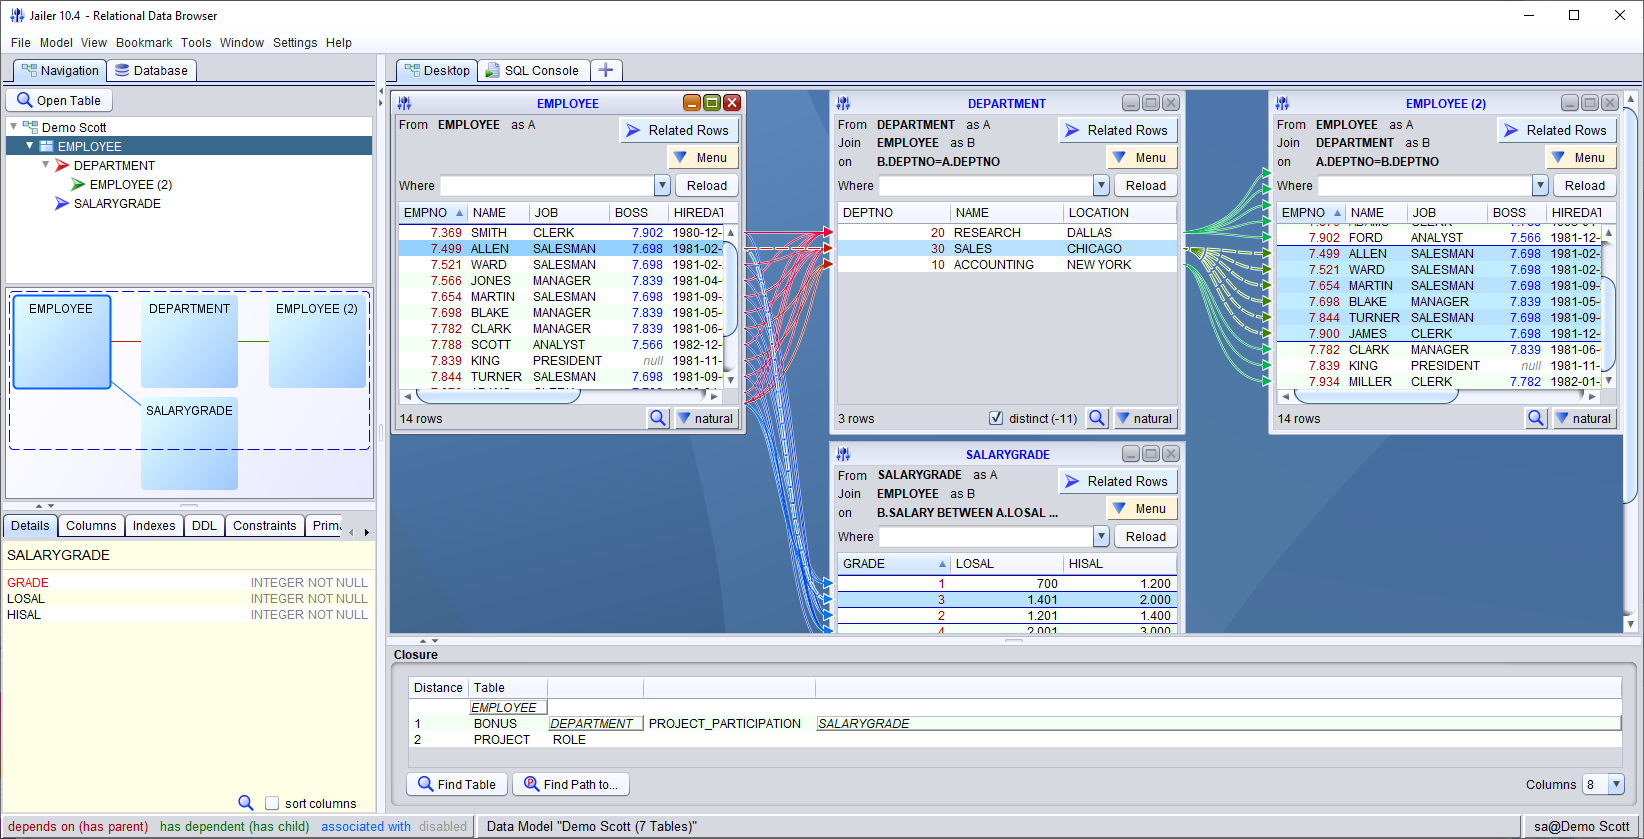 Jailer 10.4 - Relational Data Browser
File Model View Bookmark Tools Window Settings Help
Navigation Database
Open Table
Demo Scott
EMPLOYEE
DEPARTMENT
EMPLOYEE (2)
SALARYGRADE
EMPLOYEE DEPARTMENT EMPLOYEE (2)
SALARYGRADE
Details Columns Indexes DDL Constraints Prim
SALARYGRADE
GRADE INTEGER NOT NULL
LOSAL INTEGER NOT NULL
HISAL INTEGER NOT NULL
sort columns
Desktop SQL Console
EMPLOYEE
From EMPLOYEE as A
Related Rows
Menu
Where Reload
EMPNO NAME JOB BOSS HIREDAT
7.369 SMITH CLERK 7.902 1980-12-
7.499 ALLEN SALESMAN 7.698 1981-02-
7.521 WARD SALESMAN 7.698 1981-02-
7.566 JONES MANAGER 7.839 1981-04-
7.654 MARTIN SALESMAN 7.698 1981-09-
7.698 BLAKE MANAGER 7.839 1981-05-
7.782 CLARK MANAGER 7.839 1981-06-
7.788 SCOTT ANALYST 7.566 1982-12-
7.839 KING PRESIDENT null 1981-11-
7.844 TURNER SALESMAN 7.698 1981-09-
14 rows natural
DEPARTMENT
From DEPARTMENT as A
Related Rows
Join EMPLOYEE as B
on B.DEPTNO=A.DEPTNO
Menu
Where Reload
DEPTNO NAME LOCATION
20 RESEARCH DALLAS
30 SALES CHICAGO
10 ACCOUNTING NEW YORK
3 rows distinct (-11) natural
EMPLOYEE (2)
From EMPLOYEE as A
Related Rows
Join DEPARTMENT as B
on A.DEPTNO=B.DEPTNO
Menu
Where Reload
EMPNO NAME JOB BOSS HIREDAT
7.902 FORD ANALYST 7.566 1981-12-
7.499 ALLEN SALESMAN 7.698 1981-02-
7.521 WARD SALESMAN 7.698 1981-02-
7.654 MARTIN SALESMAN 7.698 1981-09-
7.698 BLAKE MANAGER 7.839 1981-05-
7.844 TURNER SALESMAN 7.698 1981-09-
7.900 JAMES CLERK 7.698 1981-12-
7.782 CLARK MANAGER 7.839 1981-06-
7.839 KING PRESIDENT null 1981-11-
7.934 MILLER CLERK 7.782 1982-01-
14 rows natural
SALARYGRADE
From SALARYGRADE as A
Related Rows
Join EMPLOYEE as B
on B.SALARY BETWEEN A.LOSAL ...
Menu
Where Reload
GRADE LOSAL HISAL
1 700 1.200
3 1.401 2.000
2 1.201 1.400
4 2.001 3.000
Closure
Distance Table
EMPLOYEE
1 BONUS DEPARTMENT PROJECT_PARTICIPATION SALARYGRADE
2 PROJECT ROLE
Find Table Find Path to... Columns 8
depends on (has parent) has dependent (has child) associated with disabled Data Model "Demo Scott (7 Tables)" sa@Demo Scott